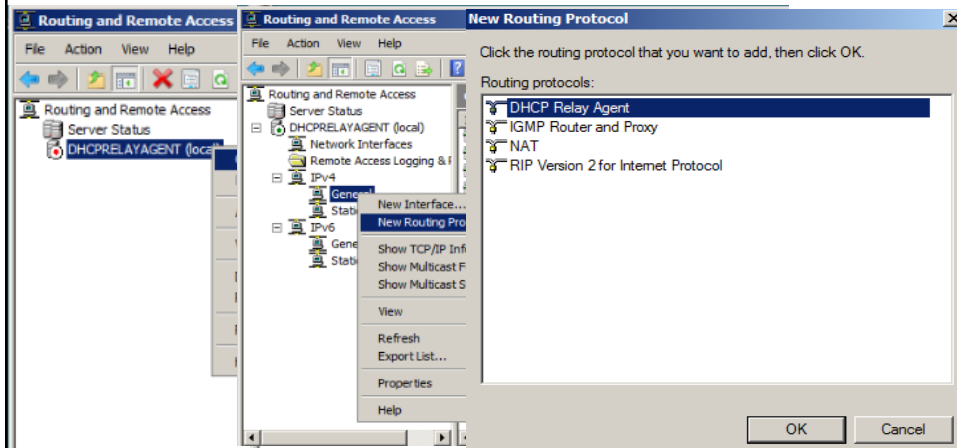 Routing and Remote Access
File Action View Help
Routing and Remote Access
Server Status
DHCPRELAYAGENT (loca
Routing and Remote Access
File Action View Help
Routing and Remote Access
Server Status
DHCPRELAYAGENT (local)
Network Interfaces
Remote Access Logging &
IPv4
General
Stati
IPv6
Gene
Stati
New Interface...
New Routing Pro
Show TCP/IP Inf
Show Multicast F
Show Multicast S
View
Refresh
Export List...
Properties
Help
New Routing Protocol
Click the routing protocol that you want to add, then click OK.
Routing protocols:
DHCP Relay Agent
IGMP Router and Proxy
NAT
RIP Version 2 for Internet Protocol
OK Cancel